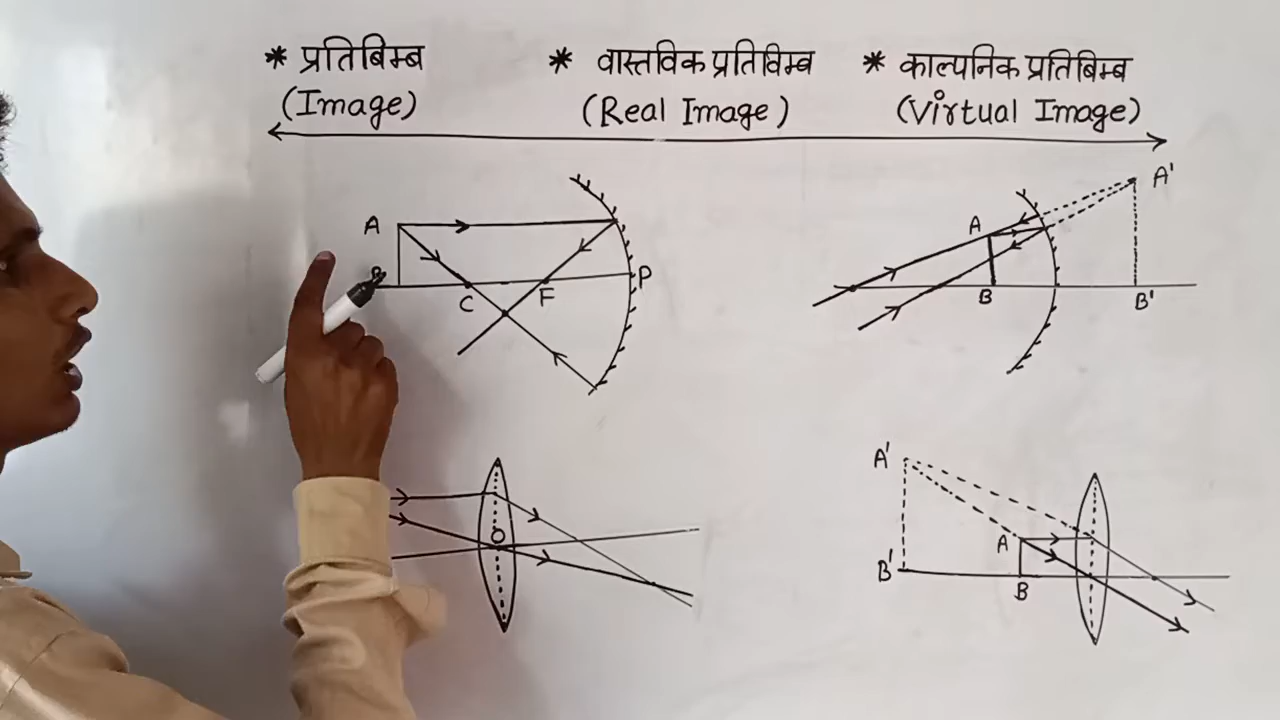 * प्रतिबिम्ब
(Image)
* वास्तविक प्रतिविम्ब
(Real Image)
* काल्पनिक प्रतिबिम्ब
(Virtual Image)
A
C
F
P
A
B
A'
B'
O
A'
B'
A
B